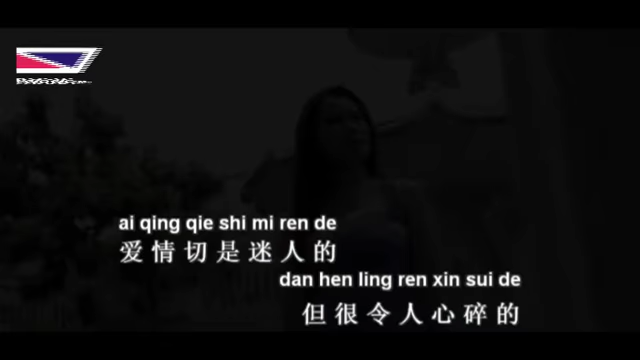 ai qing qie shi mi ren de
爱情切是迷人的
dan hen ling ren xin sui de
但很令人心碎的